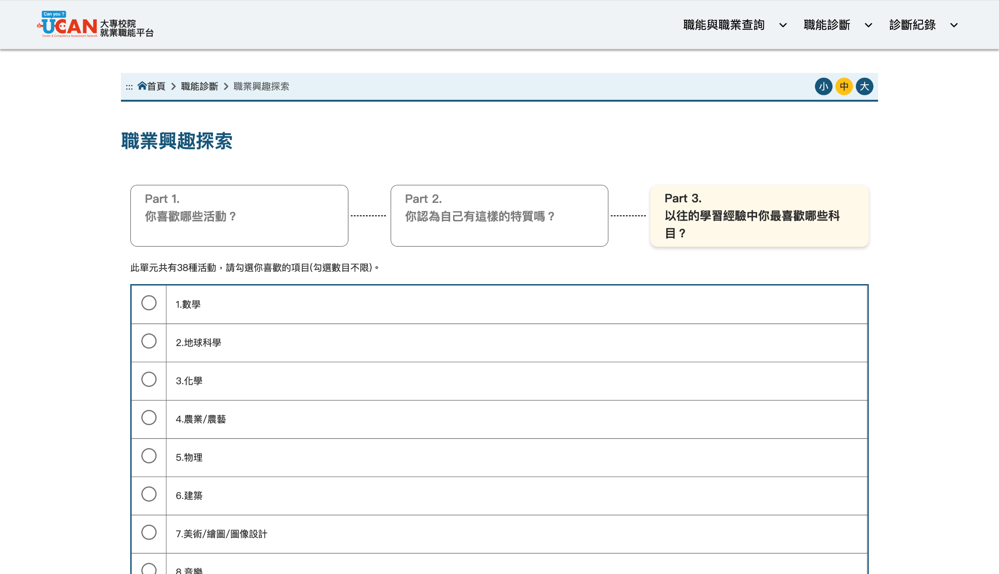 Can you ?
UCAN
Career & Competency Assessment Network
大專校院
就業職能平台
職能與職業查詢
職能診斷
診斷紀錄
::: 首頁 > 職能診斷 > 職業興趣探索
小 中 大
職業興趣探索
Part 1.
你喜歡哪些活動？
Part 2.
你認為自己有這樣的特質嗎？
Part 3.
以往的學習經驗中你最喜歡哪些科
目？
此單元共有38種活動，請勾選你喜歡的項目(勾選數目不限)。
1.數學
2.地球科學
3.化學
4.農業/農藝
5.物理
6.建築
7.美術/繪圖/圖像設計
8.音樂